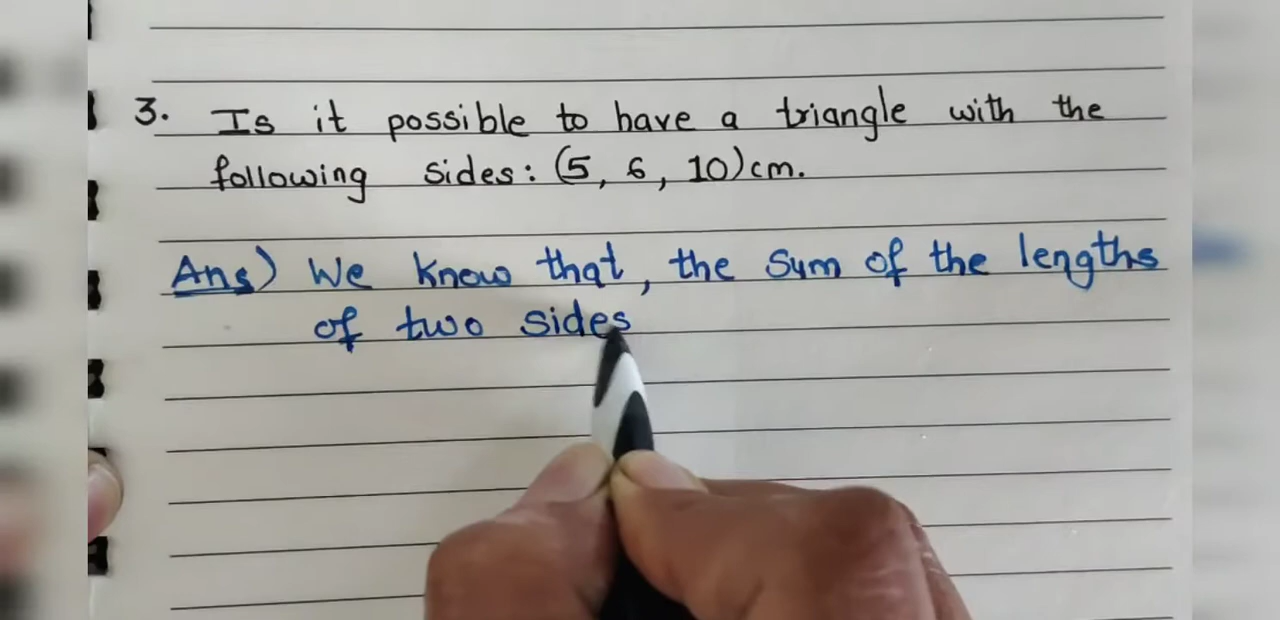 3. Is it possible to have a triangle with the
following sides: (5, 6, 10)cm.
Ans) We know that, the sum of the lengths
of two sides